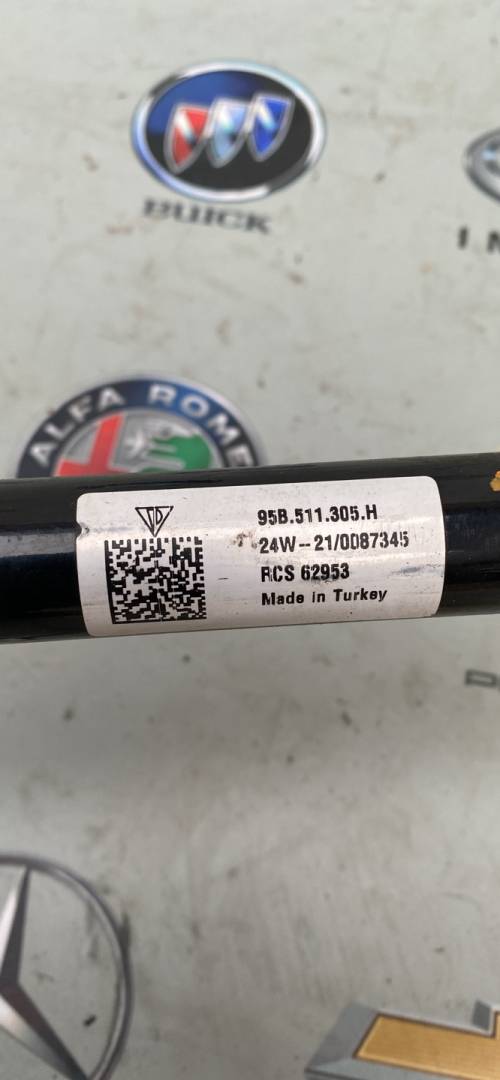 BUICK
ALFA ROME
95B.511.305.H
24W--21/0087345
RCS 62953
Made in Turkey